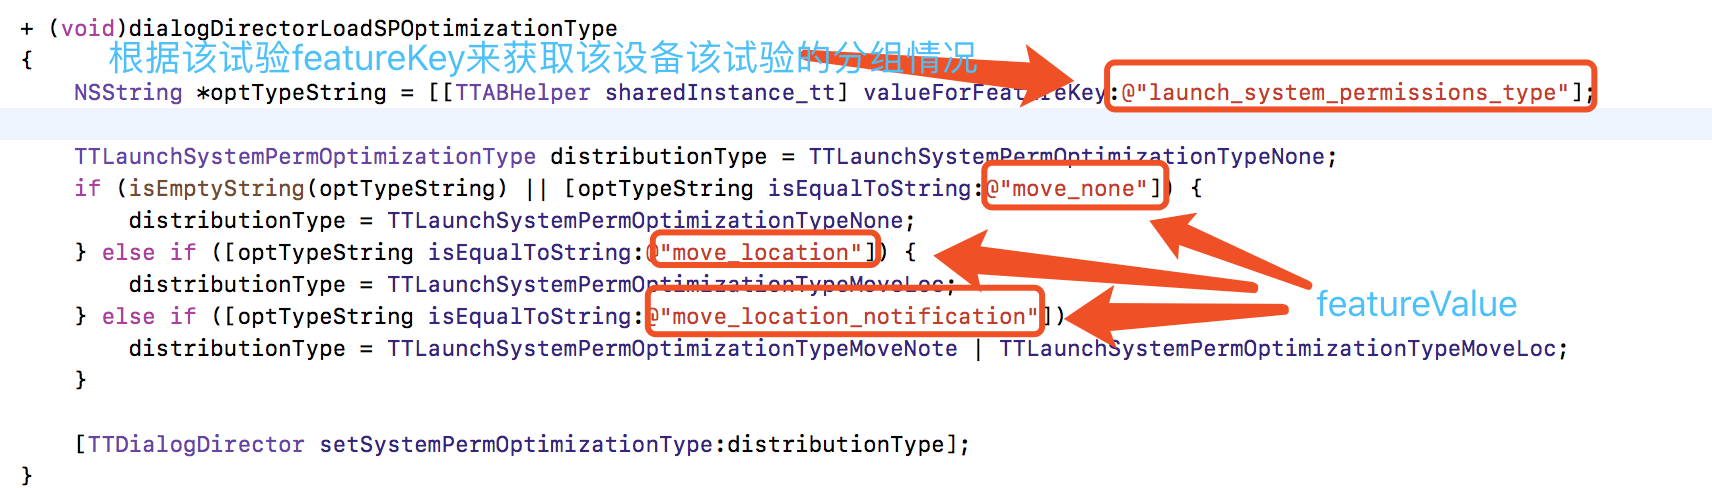 + (void)dialogDirectorLoadSPOptimizationType
{
根据该试验featureKey来获取该设备该试验的分组情况
NSString *optTypeString = [[TTABHelper sharedInstance_tt] valueForFeatureKey:@"launch_system_permissions_type"];
TTLaunchSystemPermOptimizationType distributionType = TTLaunchSystemPermOptimizationTypeNone;
if (isEmptyString(optTypeString) || [optTypeString isEqualToString:@"move_none"]) {
distributionType = TTLaunchSystemPermOptimizationTypeNone;
} else if ([optTypeString isEqualToString:@"move_location"]) {
distributionType = TTLaunchSystemPermOptimizationTypeMoveLoc;
featureValue
} else if ([optTypeString isEqualToString:@"move_location_notification"])
distributionType = TTLaunchSystemPermOptimizationTypeMoveNote | TTLaunchSystemPermOptimizationTypeMoveLoc;
}
[TTDialogDirector setSystemPermOptimizationType:distributionType];
}